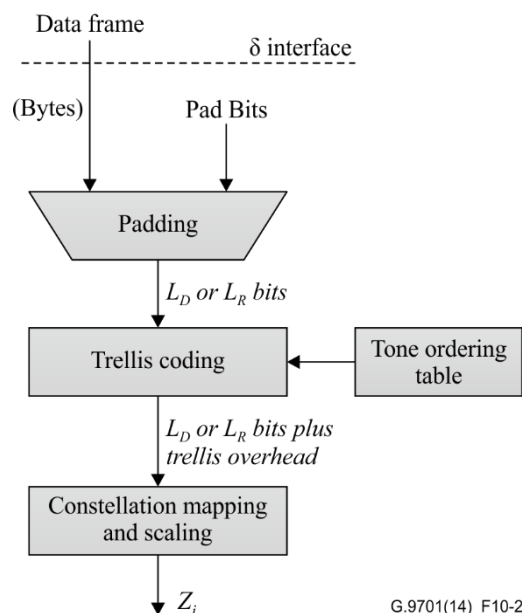 Data frame
δ interface
(Bytes)
Pad Bits
Padding
L_D or L_R bits
Trellis coding
Tone ordering
table
L_D or L_R bits plus
trellis overhead
Constellation mapping
and scaling
Z_i
G.9701(14)_F10-2